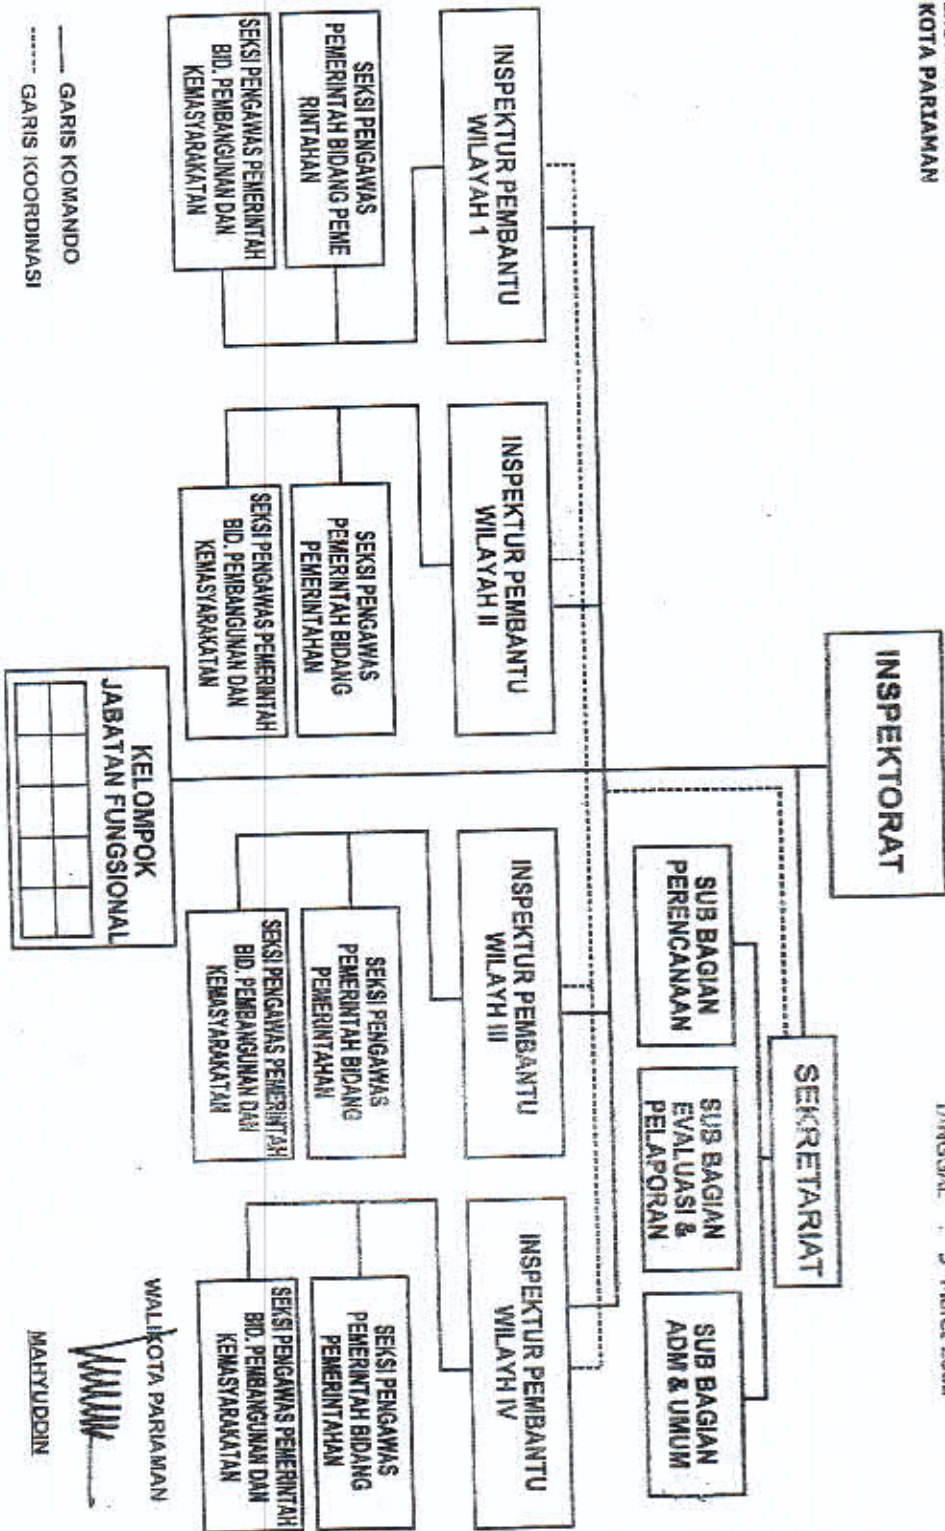 KOTA PARIAMAN
TANGGAL :
INSPEKTORAT
SEKRETARIAT
SUB BAGIAN
PERENCANAAN
SUB BAGIAN
EVALUASI &
PELAPORAN
SUB BAGIAN
ADM & UMUM
INSPEKTUR PEMBANTU
WILAYAH 1
INSPEKTUR PEMBANTU
WILAYAH II
INSPEKTUR PEMBANTU
WILAYH III
INSPEKTUR PEMBANTU
WILAYH IV
SEKSI PENGAWAS
PEMERINTAH BIDANG PEME
RINTAHAN
SEKSI PENGAWAS PEMERINTAH
BID. PEMBANGUNAN DAN
KEMASYARAKATAN
SEKSI PENGAWAS
PEMERINTAH BIDANG
PEMERINTAHAN
SEKSI PENGAWAS PEMERINTAH
BID. PEMBANGUNAN DAN
KEMASYARAKATAN
SEKSI PENGAWAS
PEMERINTAH BIDANG
PEMERINTAHAN
SEKSI PENGAWAS PEMERINTAH
BID. PEMBANGUNAN DAN
KEMASYARAKATAN
SEKSI PENGAWAS
PEMERINTAH BIDANG
PEMERINTAHAN
SEKSI PENGAWAS PEMERINTAH
BID. PEMBANGUNAN DAN
KEMASYARAKATAN
KELOMPOK
JABATAN FUNGSIONAL
GARIS KOMANDO
GARIS KOORDINASI
WALIKOTA PARIAMAN
MAHYUDDIN